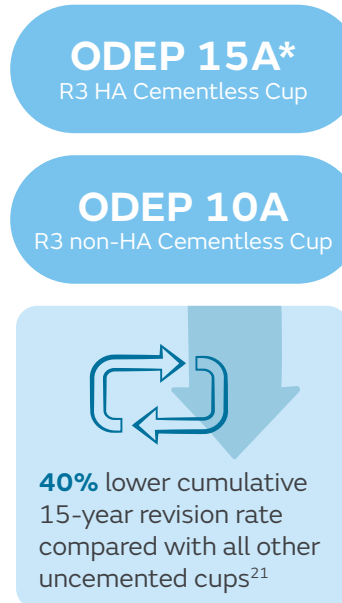 ODEP 15A*
R3 HA Cementless Cup
ODEP 10A
R3 non-HA Cementless Cup
40% lower cumulative
15-year revision rate
compared with all other
uncemented cups²¹